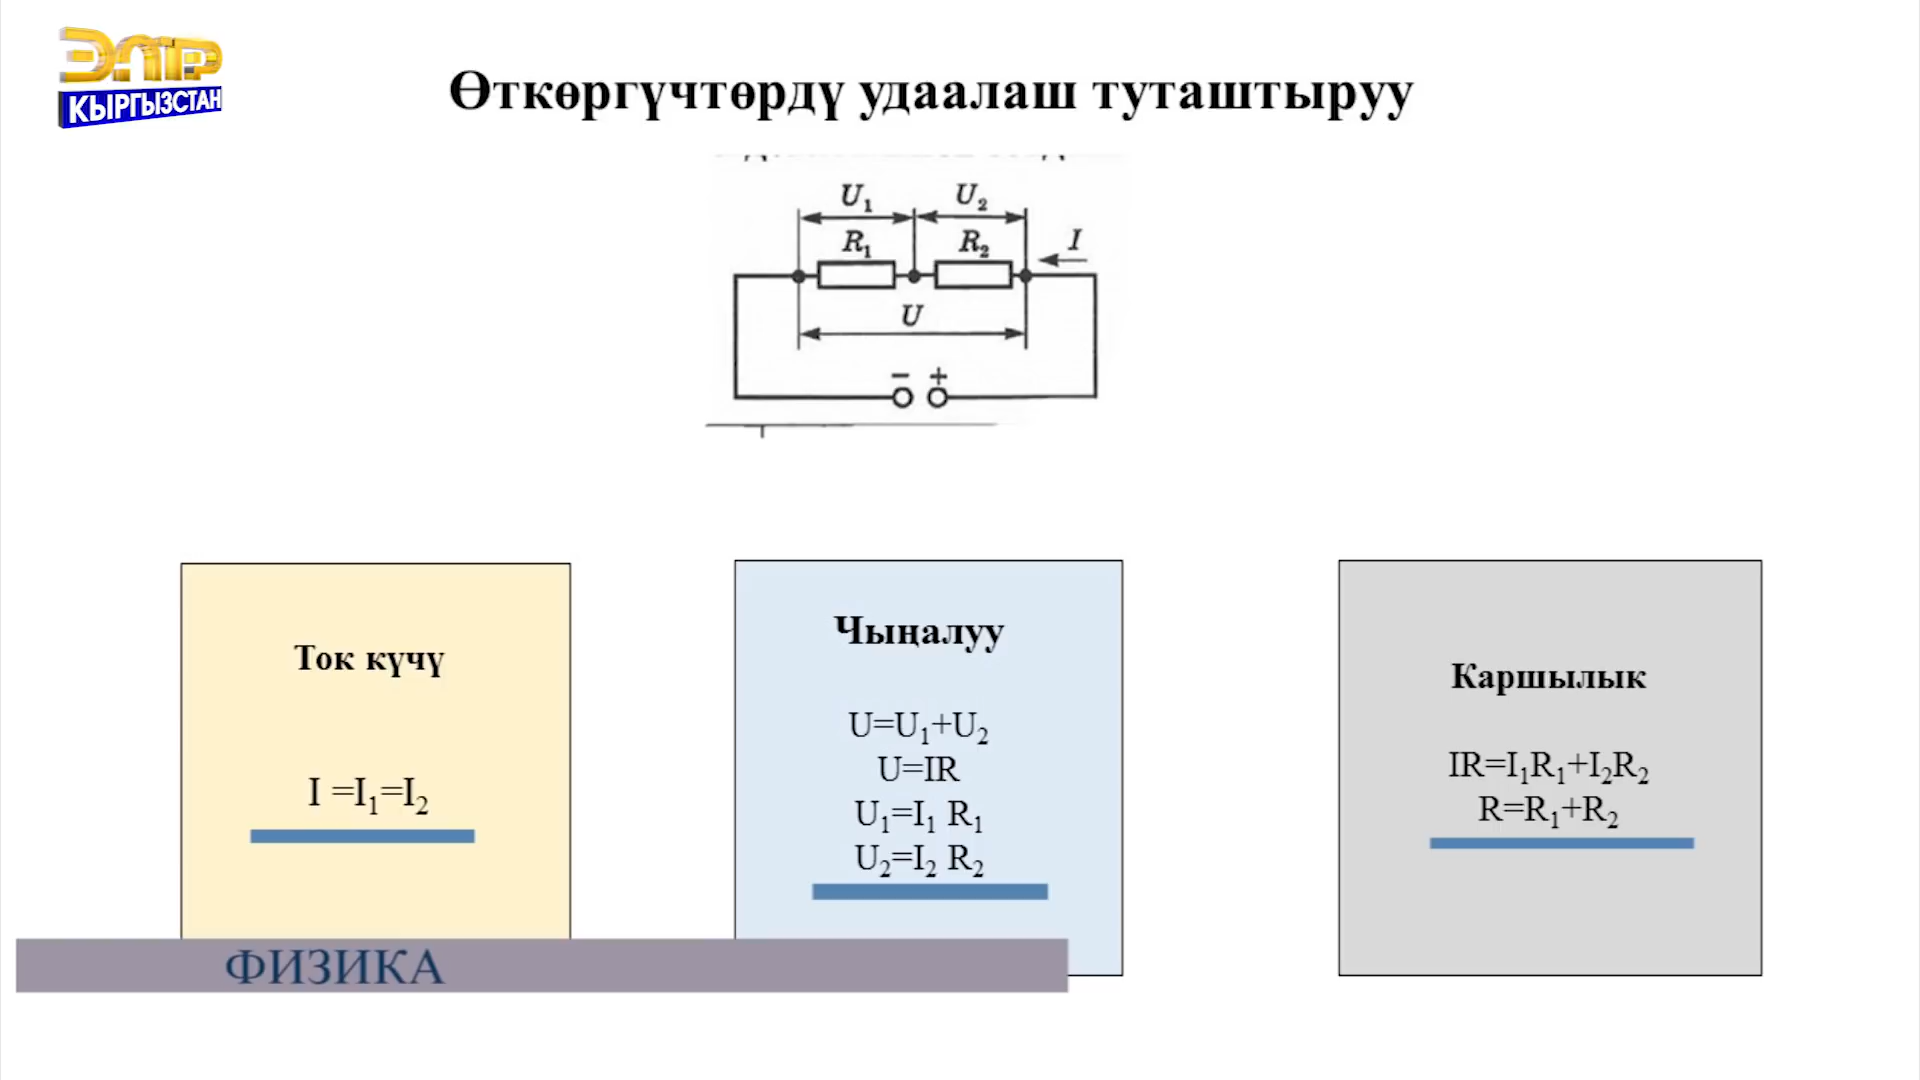 ЭЛТР
КЫРГЫЗСТАН
Өткөргүчтөрдү удаалаш туташтыруу
U₁ U₂
R₁ R₂ I
U
− +
Ток күчү
I =I₁=I₂
Чыңалуу
U=U₁+U₂
U=IR
U₁=I₁ R₁
U₂=I₂ R₂
Каршылык
IR=I₁R₁+I₂R₂
R=R₁+R₂
ФИЗИКА